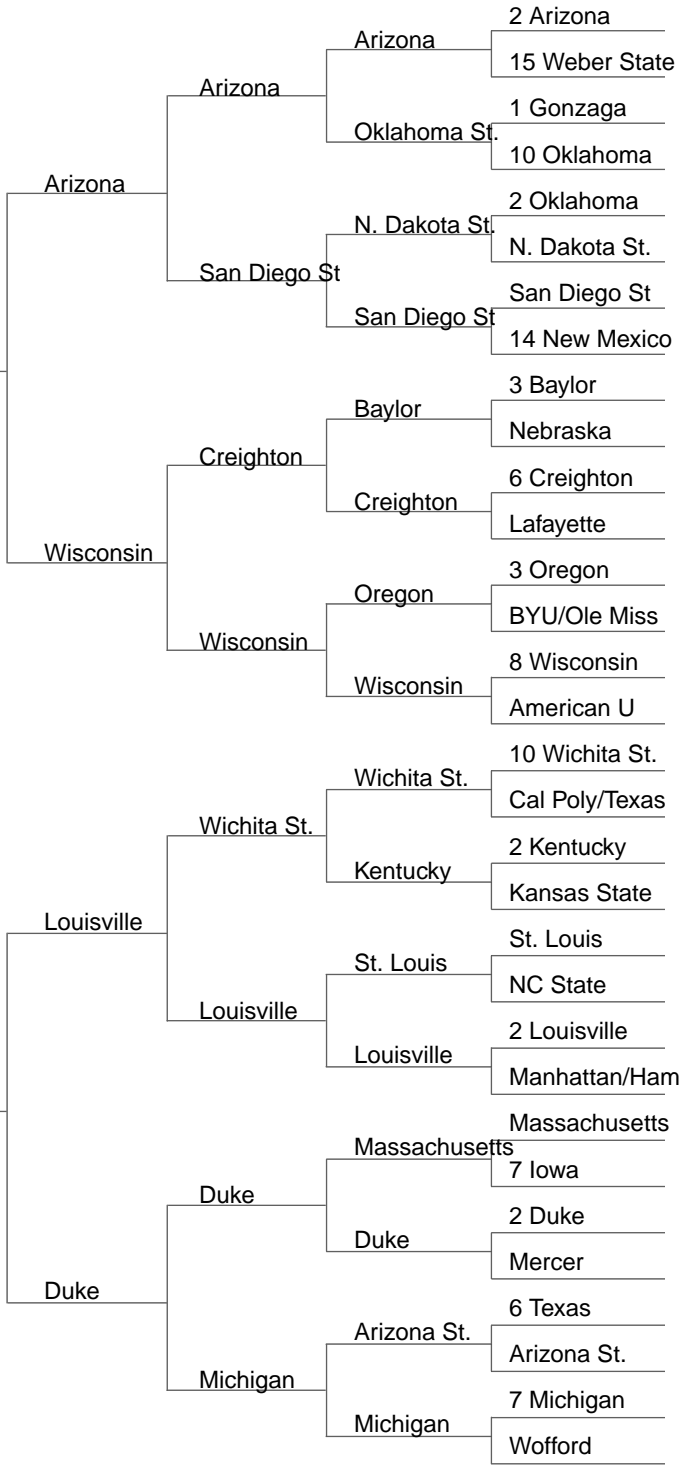 2 Arizona
Arizona
15 Weber State
Arizona
1 Gonzaga
Oklahoma St.
10 Oklahoma
Arizona
2 Oklahoma
N. Dakota St.
N. Dakota St.
San Diego St
San Diego St
San Diego St
14 New Mexico
3 Baylor
Baylor
Nebraska
Creighton
6 Creighton
Creighton
Lafayette
Wisconsin
3 Oregon
Oregon
BYU/Ole Miss
Wisconsin
8 Wisconsin
Wisconsin
American U
10 Wichita St.
Wichita St.
Cal Poly/Texas
Wichita St.
2 Kentucky
Kentucky
Kansas State
Louisville
St. Louis
St. Louis
NC State
Louisville
2 Louisville
Louisville
Manhattan/Ham
Massachusetts
Massachusetts
7 Iowa
Duke
2 Duke
Duke
Mercer
Duke
6 Texas
Arizona St.
Arizona St.
Michigan
7 Michigan
Michigan
Wofford